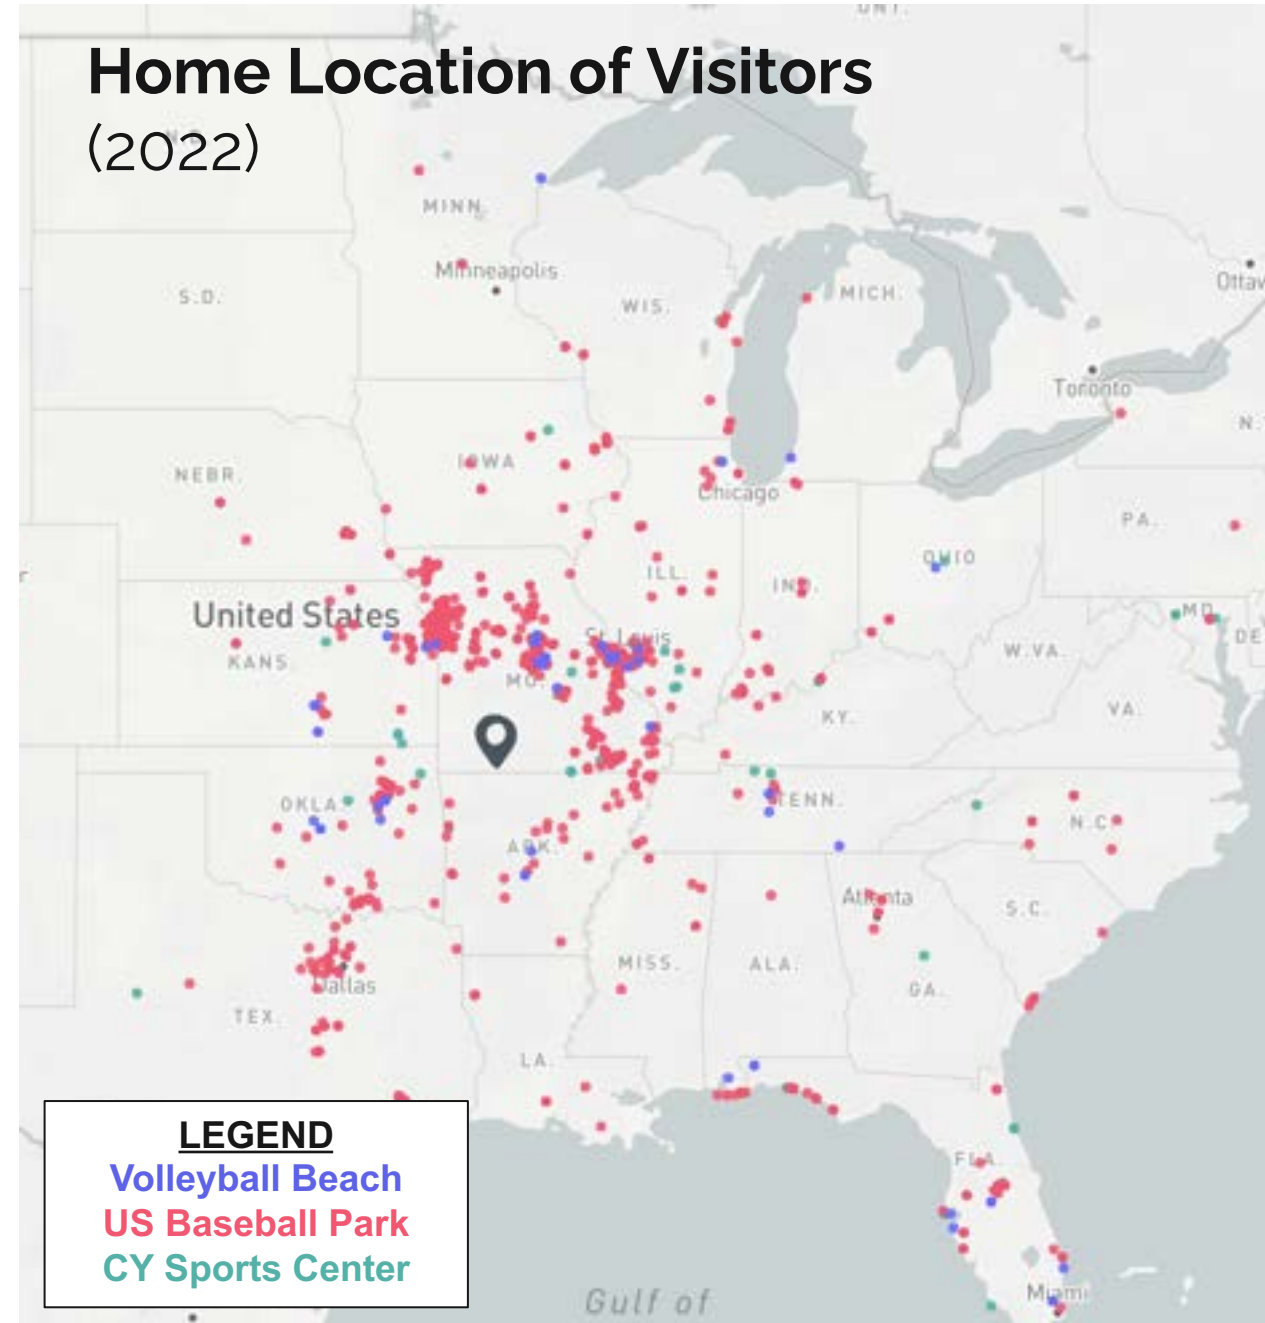 ONT.
Home Location of Visitors
(2022)
N.D.
MINN.
Minneapolis
S.D.
WIS.
MICH.
Toronto
IOWA
NEBR.
Chicago
PA.
OHIO
ILL.
IND.
United States
St. Louis
MD.
DE
KANS.
W.VA.
MO.
KY.
VA.
OKLA.
TENN.
N.C.
ARK.
Atlanta
S.C.
MISS.
ALA.
GA.
Dallas
TEX.
LA.
LEGEND
Volleyball Beach
US Baseball Park
CY Sports Center
FLA.
Miami
Gulf of